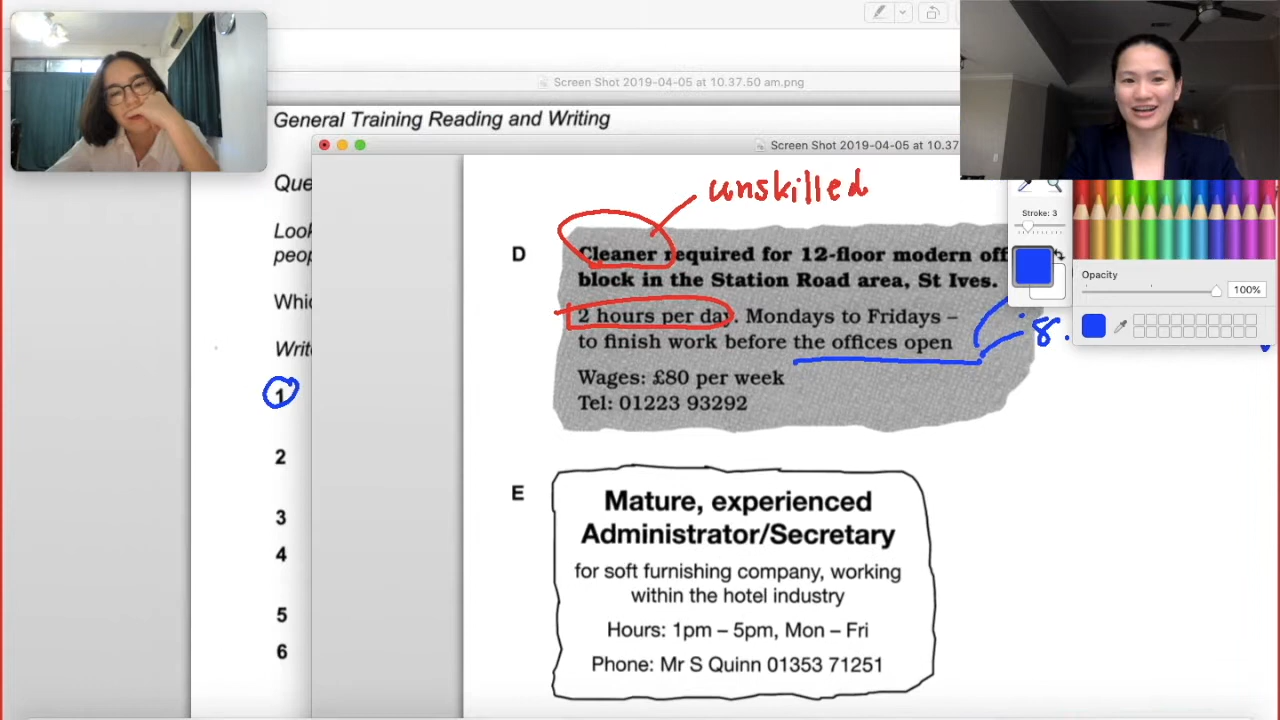 Screen Shot 2019-04-05 at 10.37.50 am.png
General Training Reading and Writing
Screen Shot 2019-04-05 at 10.37
Que
unskilled
Stroke: 3
Look
peop
D
Cleaner required for 12-floor modern off
block in the Station Road area, St Ives.
Opacity
100%
Whic
2 hours per day. Mondays to Fridays –
8.
Writ
to finish work before the offices open
1
Wages: £80 per week
Tel: 01223 93292
2
E
Mature, experienced
Administrator/Secretary
3
4
for soft furnishing company, working
within the hotel industry
5
Hours: 1pm – 5pm, Mon – Fri
6
Phone: Mr S Quinn 01353 71251